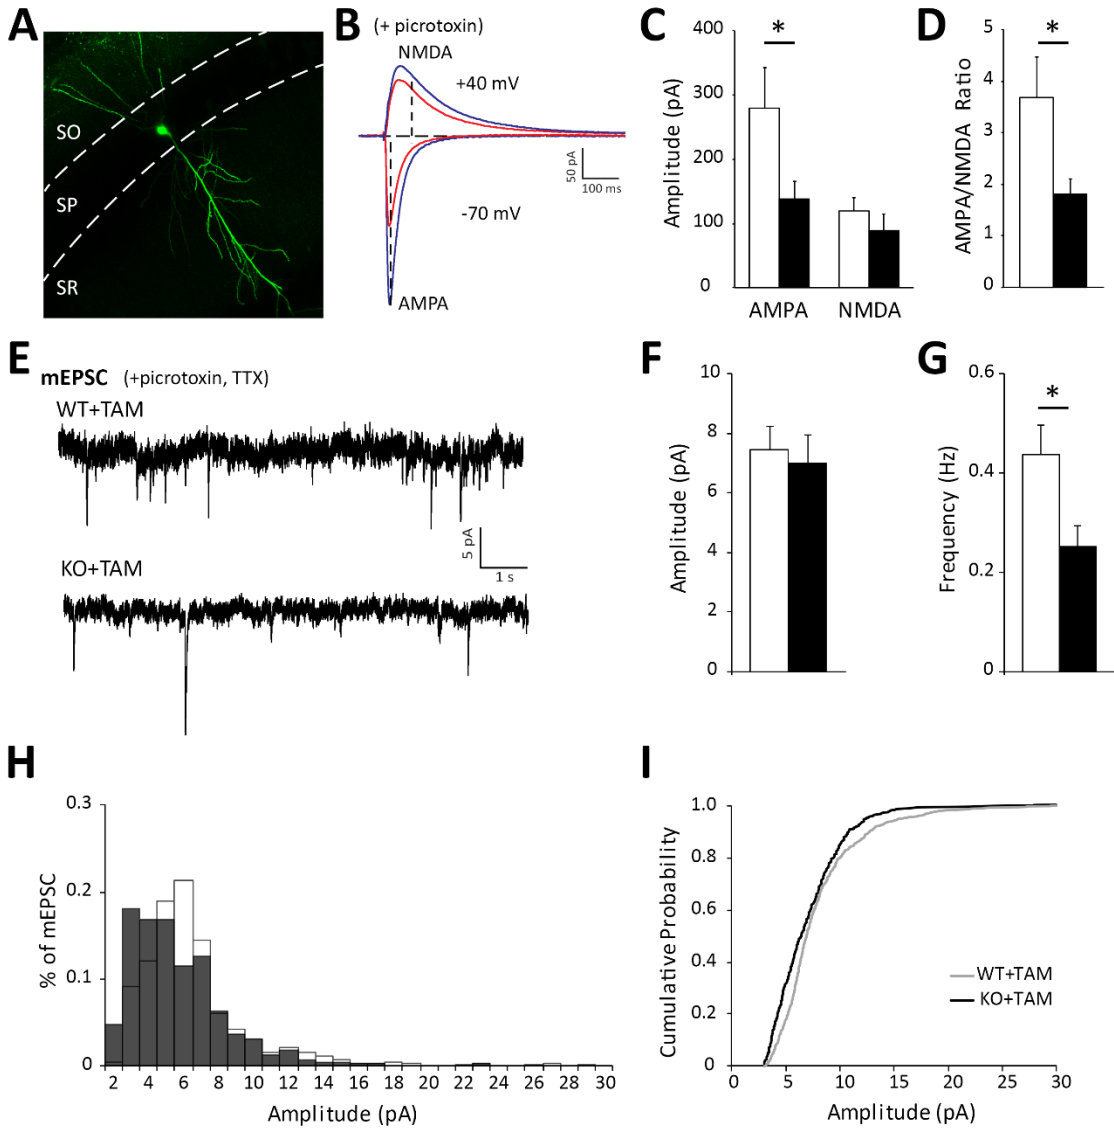 A
SO
SP
SR
B
(+ picrotoxin)
NMDA
+40 mV
50 pA
100 ms
-70 mV
AMPA
C
400
300
200
100
0
Amplitude (pA)
*
AMPA
NMDA
D
5
4
3
2
1
0
AMPA/NMDA Ratio
*
E
mEPSC (+picrotoxin, TTX)
WT+TAM
5 pA
1 s
KO+TAM
F
10
8
6
4
2
0
Amplitude (pA)
G
0.6
0.4
0.2
0
Frequency (Hz)
*
H
0.3
0.2
0.1
0
% of mEPSC
2 4 6 8 10 12 14 16 18 20 22 24 26 28 30
Amplitude (pA)
I
1.0
0.8
0.6
0.4
0.2
0
Cumulative Probability
WT+TAM
KO+TAM
0 5 10 15 20 25 30
Amplitude (pA)